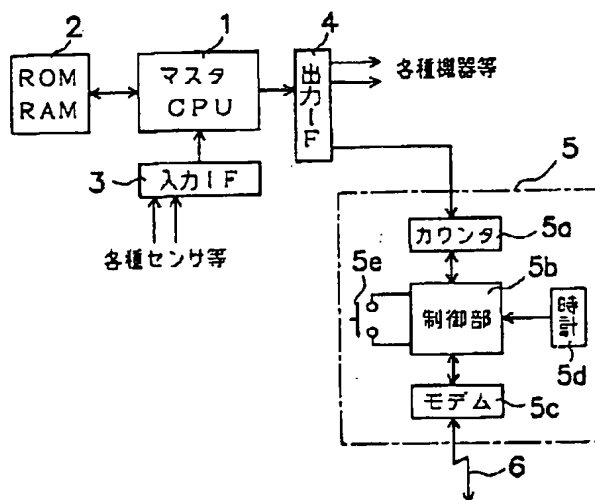 2
1
4
ROM
RAM
マスタ
CPU
出力IF
各種機器等
3
入力IF
各種センサ等
5
カウンタ
5a
5e
5b
制御部
時計
5d
モデム
5c
6